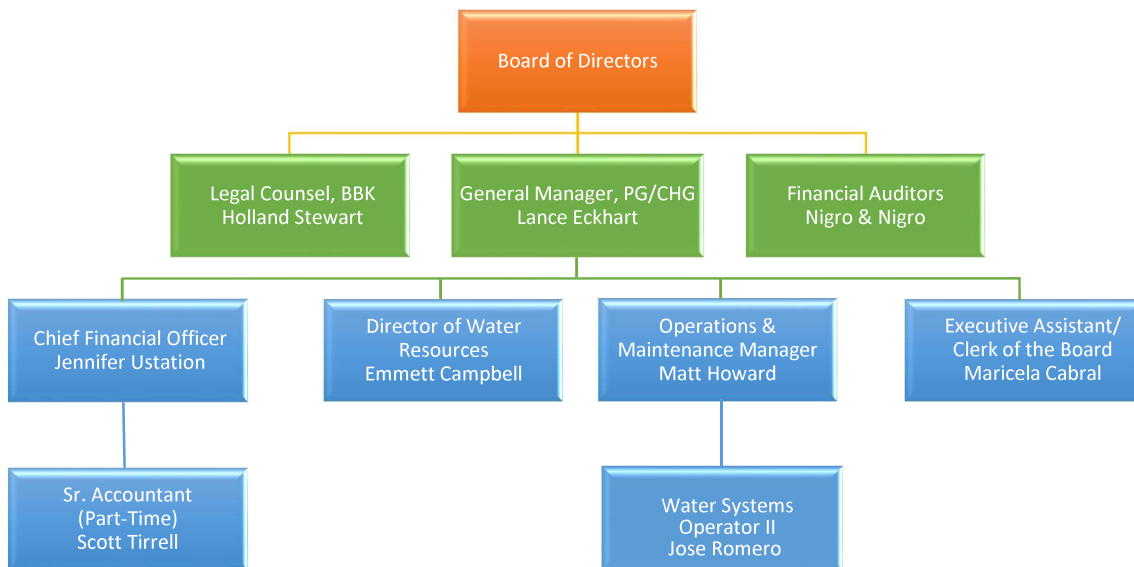 Board of Directors
Legal Counsel, BBK
Holland Stewart
General Manager, PG/CHG
Lance Eckhart
Financial Auditors
Nigro & Nigro
Chief Financial Officer
Jennifer Ustation
Director of Water
Resources
Emmett Campbell
Operations &
Maintenance Manager
Matt Howard
Executive Assistant/
Clerk of the Board
Maricela Cabral
Sr. Accountant
(Part-Time)
Scott Tirrell
Water Systems
Operator II
Jose Romero